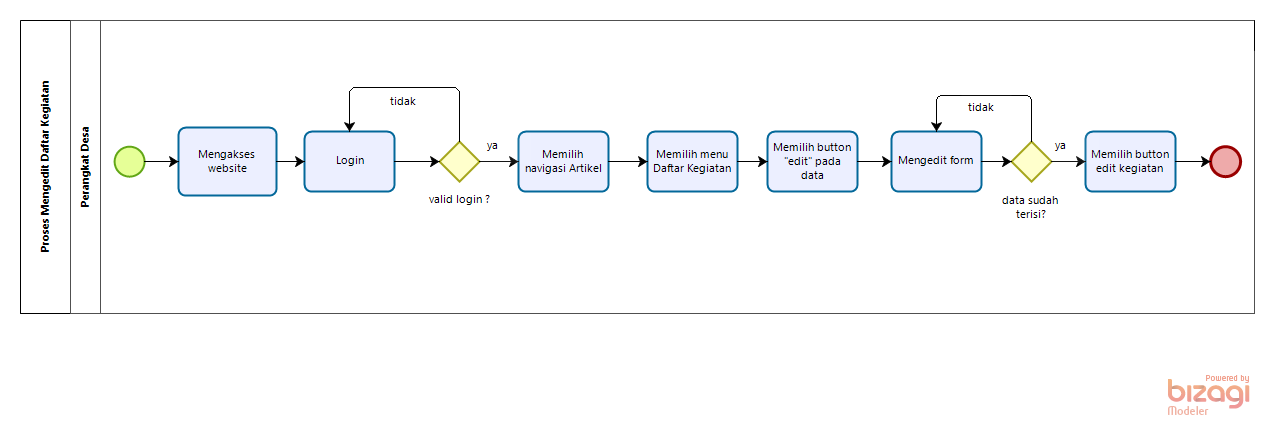 Proses Mengedit Daftar Kegiatan
Perangkat Desa
Mengakses
website
Login
tidak
valid login ?
ya
Memilih
navigasi Artikel
Memilih menu
Daftar Kegiatan
Memilih button
"edit" pada
data
Mengedit form
tidak
data sudah
terisi?
ya
Memilih button
edit kegiatan
Powered by
bizagi
Modeler